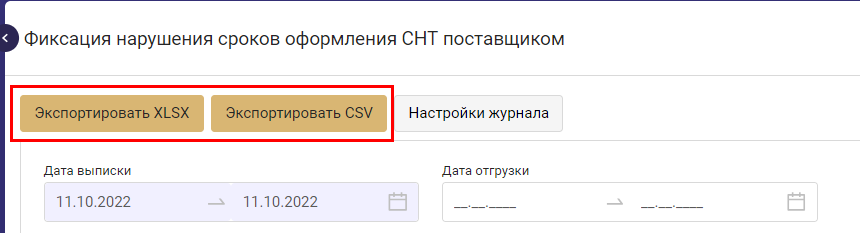 Фиксация нарушения сроков оформления СНТ поставщиком
Экспортировать XLSX Экспортировать CSV Настройки журнала
Дата выписки Дата отгрузки
11.10.2022 → 11.10.2022 __.__.____ → __.__.____